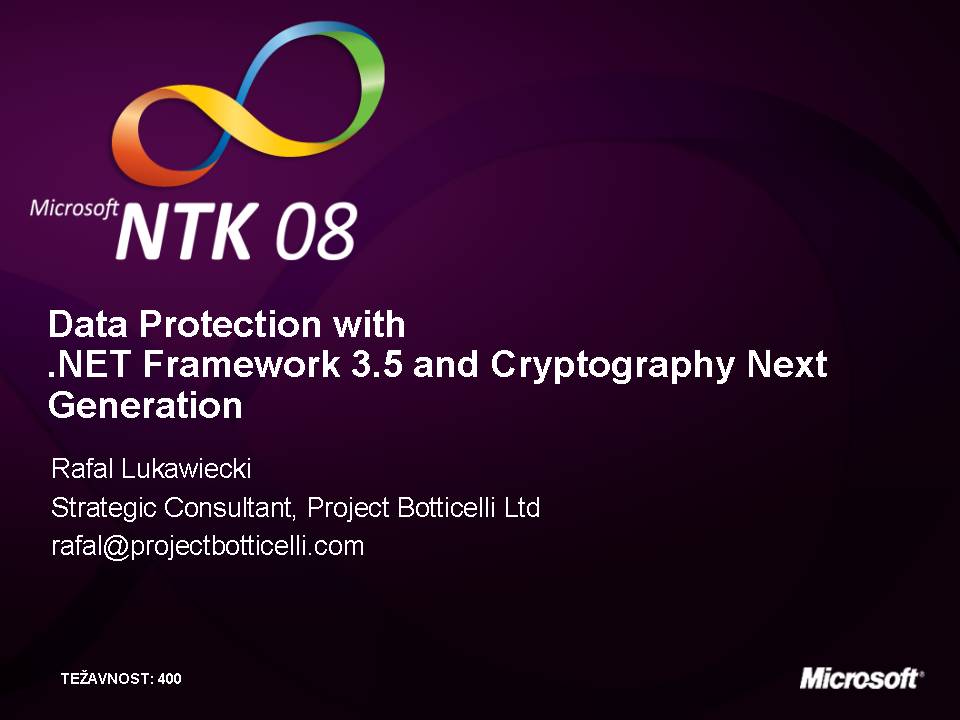 Microsoft NTK 08
Data Protection with
.NET Framework 3.5 and Cryptography Next
Generation
Rafal Lukawiecki
Strategic Consultant, Project Botticelli Ltd
rafal@projectbotticelli.com
TEŽAVNOST: 400
Microsoft®